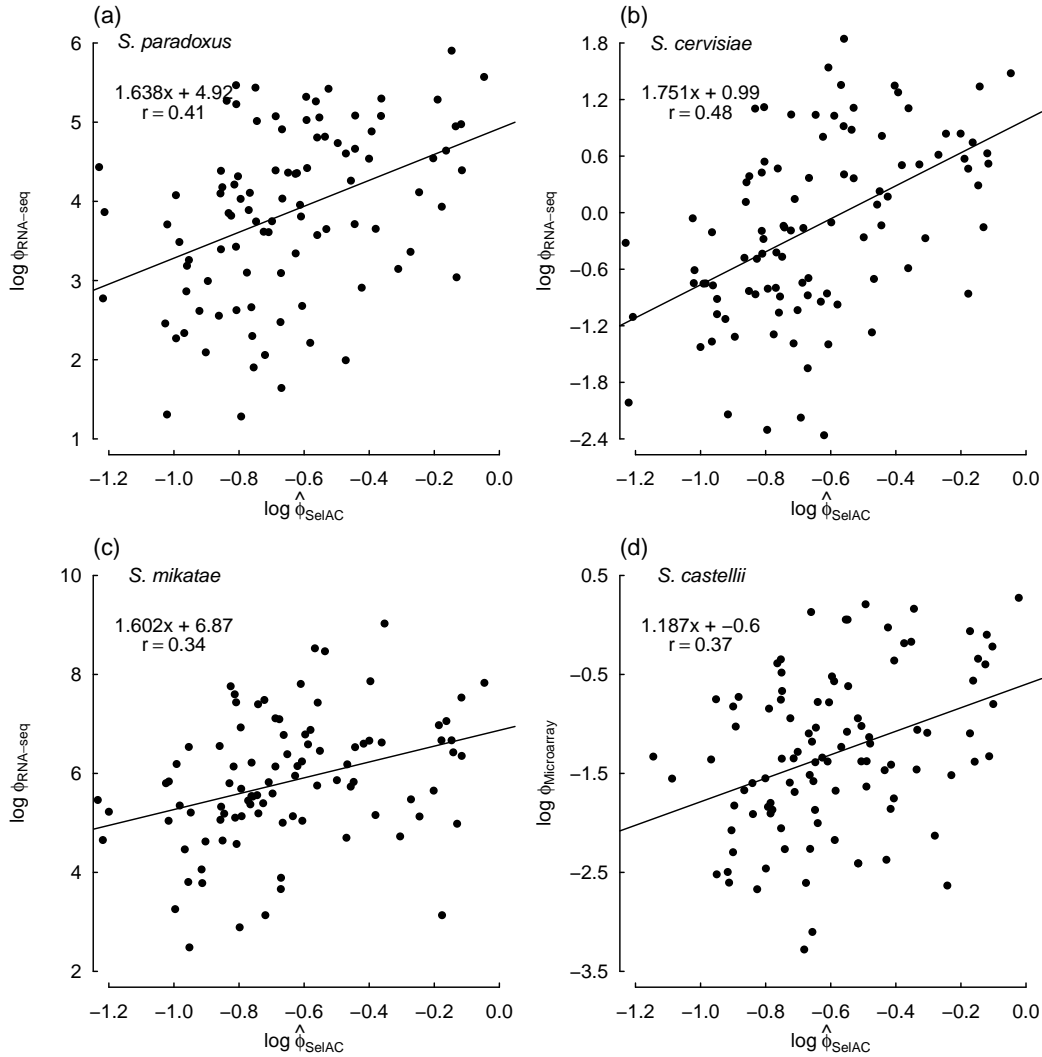 (a)
S. paradoxus
1.638x + 4.92
r = 0.41
log ϕRNA−seq
6
5
4
3
2
1
−1.2 −1.0 −0.8 −0.6 −0.4 −0.2 0.0
log ϕ̂SelAC
(b)
S. cervisiae
1.751x + 0.99
r = 0.48
log ϕRNA−seq
1.8
1.2
0.6
0.0
−0.6
−1.2
−1.8
−2.4
−1.2 −1.0 −0.8 −0.6 −0.4 −0.2 0.0
log ϕ̂SelAC
(c)
S. mikatae
1.602x + 6.87
r = 0.34
log ϕRNA−seq
10
8
6
4
2
−1.2 −1.0 −0.8 −0.6 −0.4 −0.2 0.0
log ϕ̂SelAC
(d)
S. castellii
1.187x + −0.6
r = 0.37
log ϕMicroarray
0.5
−0.5
−1.5
−2.5
−3.5
−1.2 −1.0 −0.8 −0.6 −0.4 −0.2 0.0
log ϕ̂SelAC